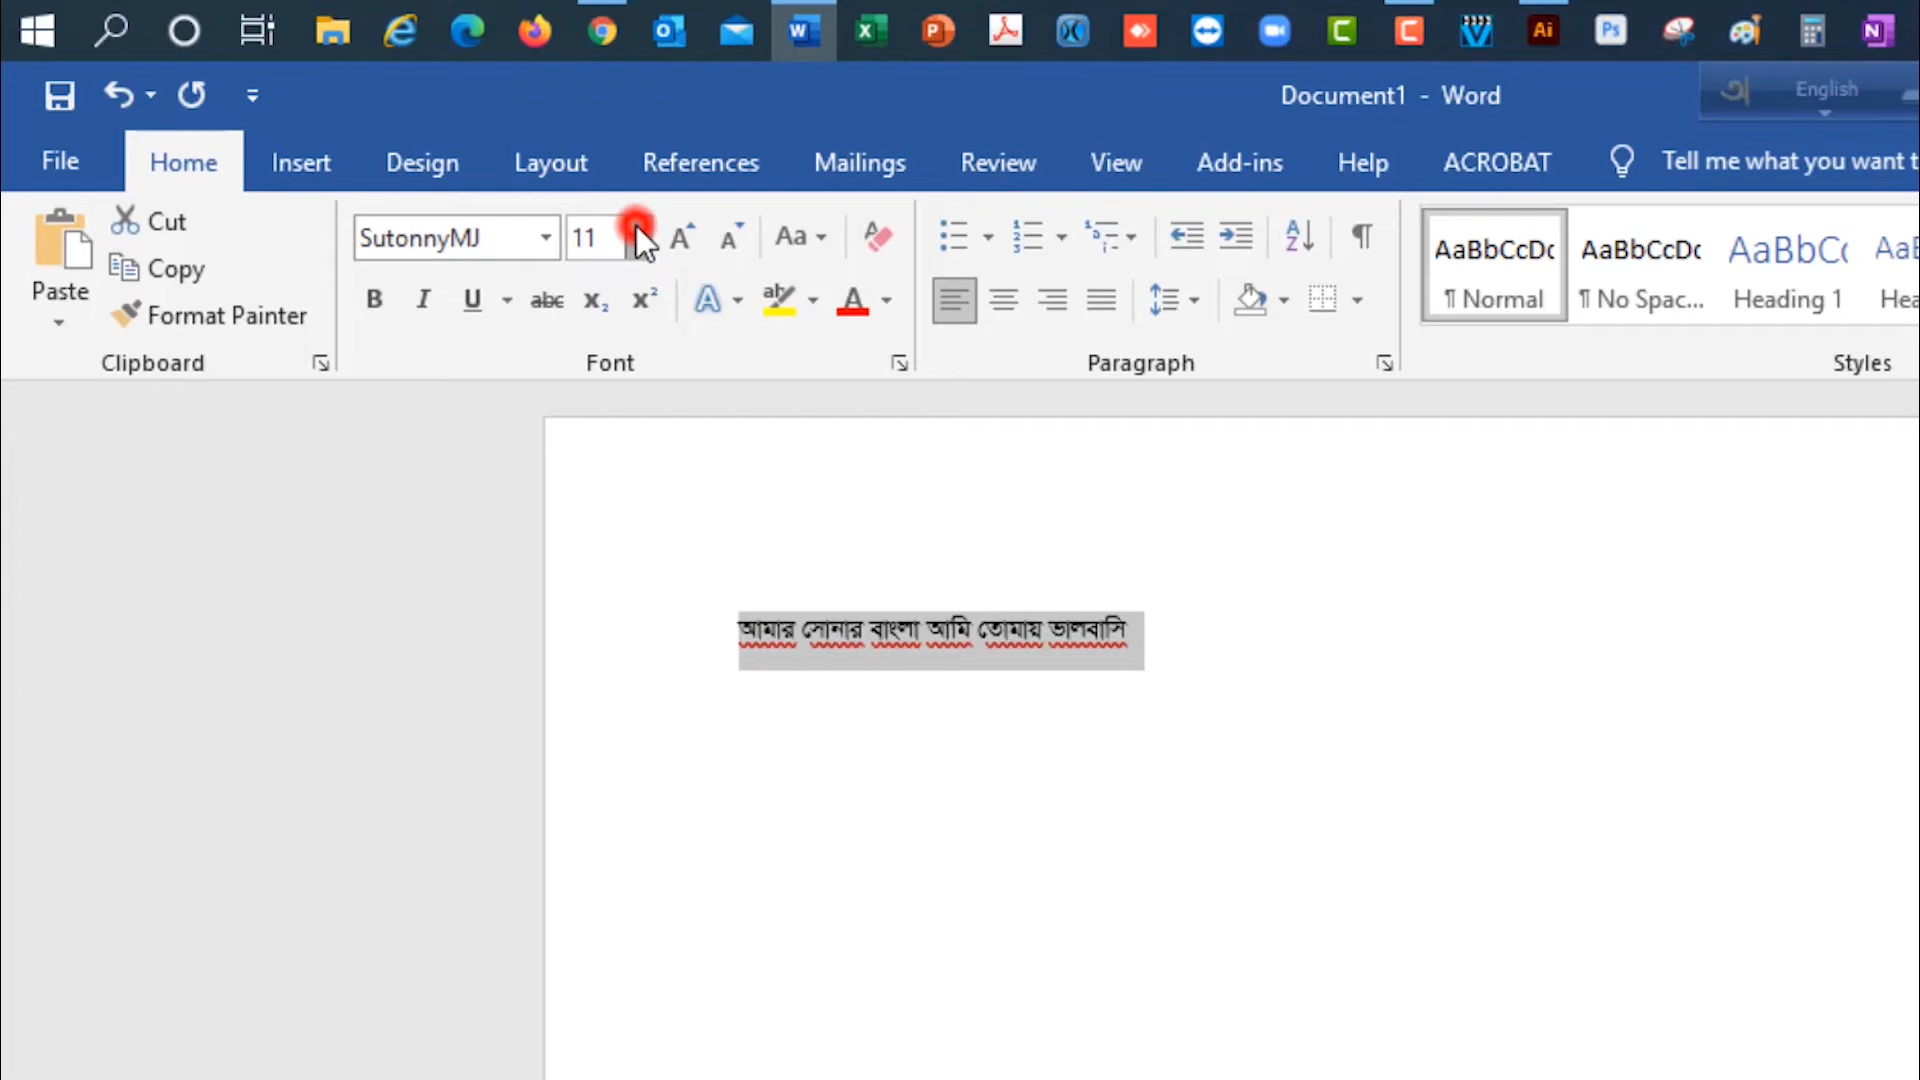 Document1 - Word
English
File Home Insert Design Layout References Mailings Review View Add-ins Help ACROBAT Tell me what you want t
Cut
Copy
Format Painter
Paste
Clipboard
SutonnyMJ 11
Font
Paragraph
AaBbCcDc AaBbCcDc AaBbCc AaB
¶ Normal ¶ No Spac... Heading 1 Hea
Styles
আমার সোনার বাংলা আমি তোমায় ভালবাসি